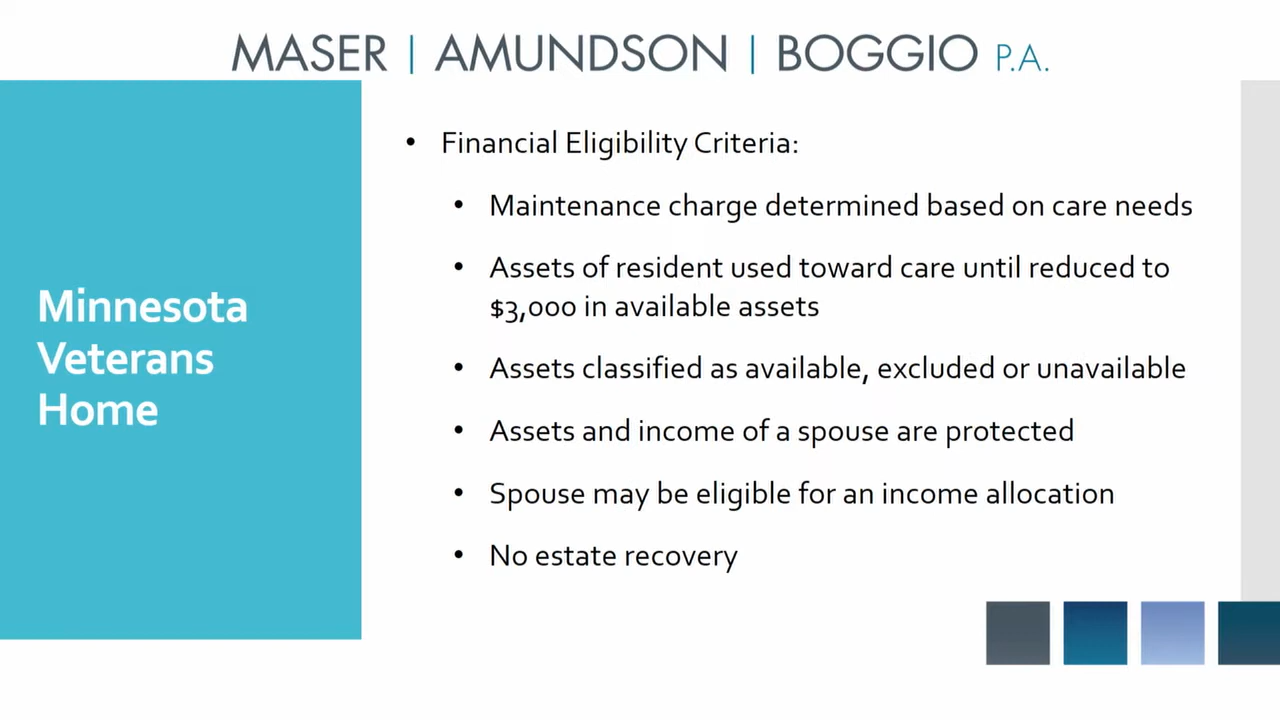 MASER | AMUNDSON | BOGGIO P.A.
Minnesota
Veterans
Home
• Financial Eligibility Criteria:
• Maintenance charge determined based on care needs
• Assets of resident used toward care until reduced to
$3,000 in available assets
• Assets classified as available, excluded or unavailable
• Assets and income of a spouse are protected
• Spouse may be eligible for an income allocation
• No estate recovery